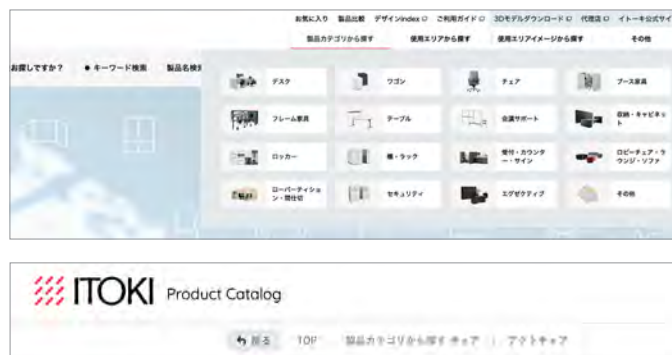 お気に入り 製品比較 デザインindex ご利用ガイド 3Dモデルダウンロード 代理店 イトーキ公式サイ
製品カテゴリから探す 使用エリアから探す 使用エリアイメージから探す その他
お探しですか? ● キーワード検索 製品名検索
デスク ワゴン チェア ブース家具
フレーム家具 テーブル 会議サポート 収納・キャビネッ
ト
ロッカー 棚・ラック 受付・カウンタ
ー・サイン ロビーチェア・ラ
ウンジ・ソファ
ローパーティショ
ン・間仕切 セキュリティ エグゼクティブ その他
ITOKI Product Catalog
戻る TOP 製品カテゴリから探す チェア | アクトチェア